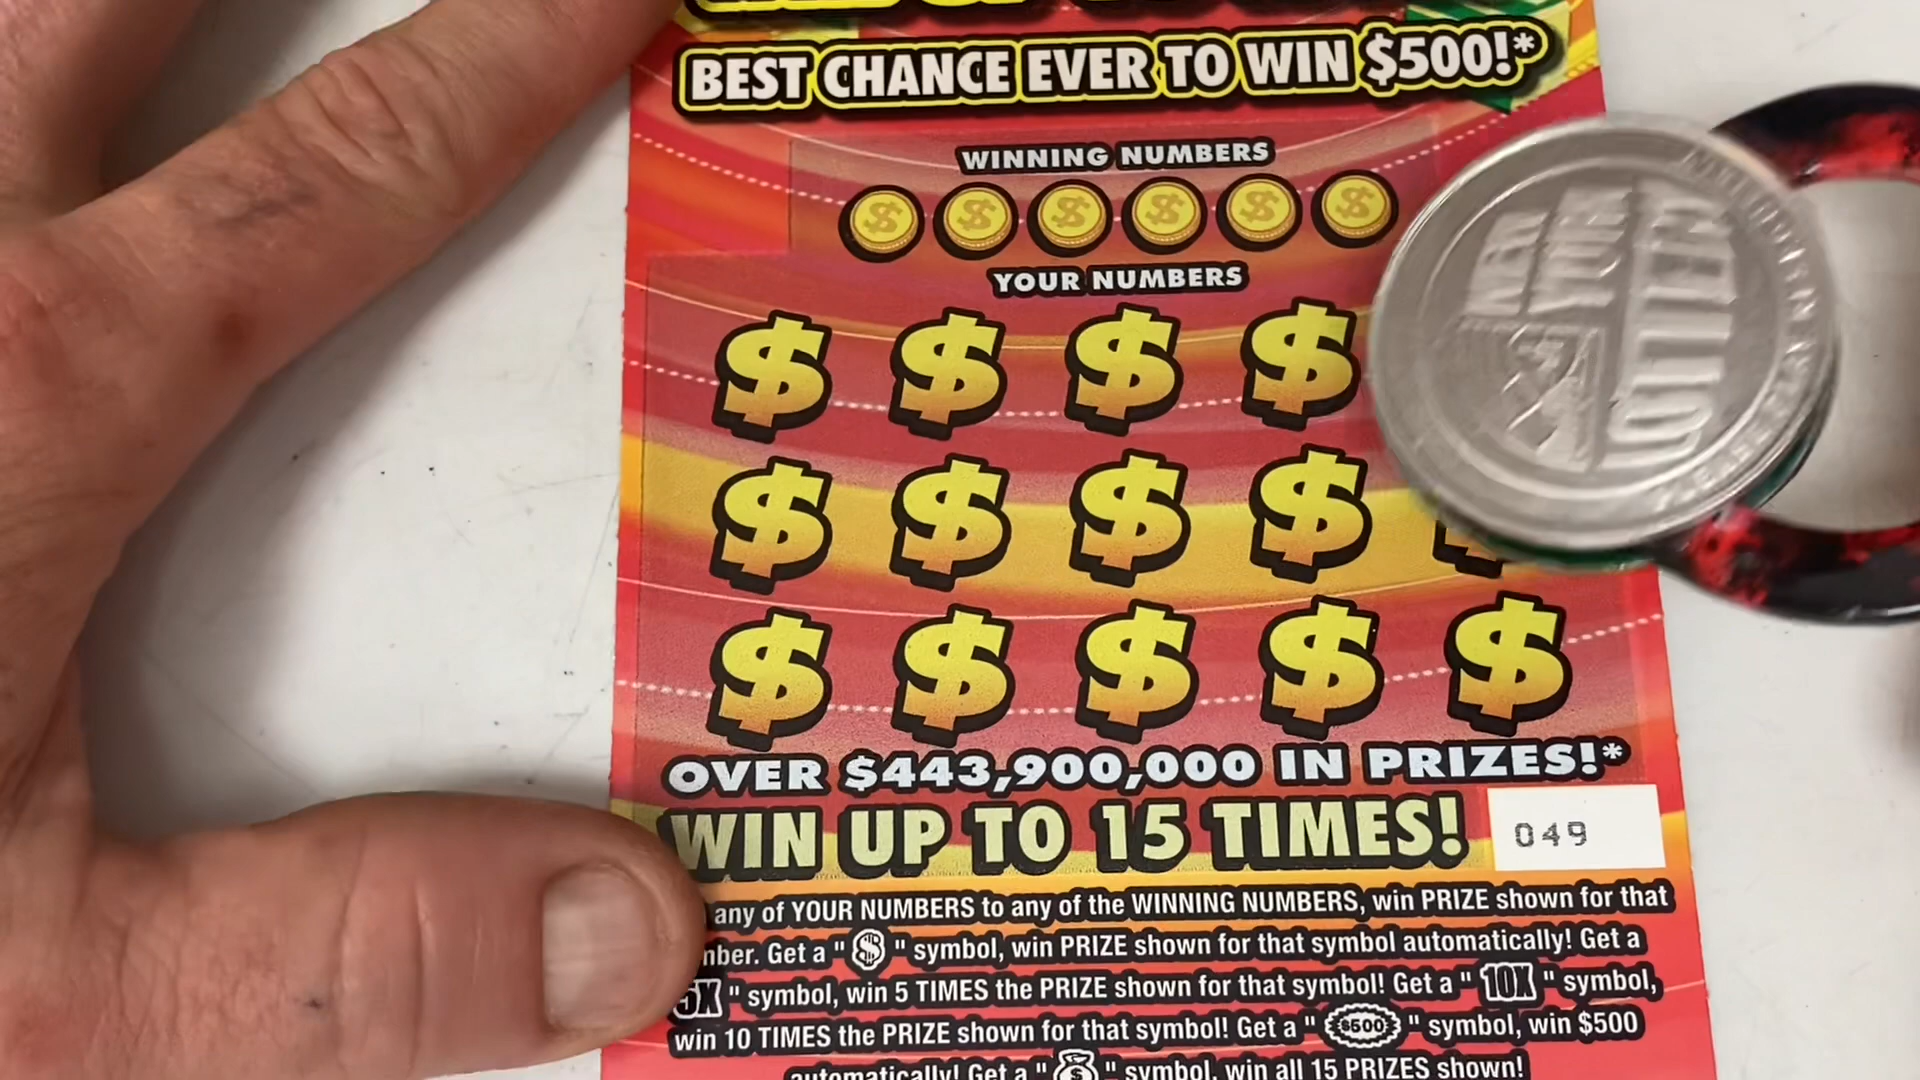 BEST CHANCE EVER TO WIN $500!*
WINNING NUMBERS
YOUR NUMBERS
OVER $443,900,000 IN PRIZES!*
WIN UP TO 15 TIMES!
049
any of YOUR NUMBERS to any of the WINNING NUMBERS, win PRIZE shown for that
Get a " $ " symbol, win PRIZE shown for that symbol automatically! Get a
5X " symbol, win 5 TIMES the PRIZE shown for that symbol! Get a " 10X " symbol,
win 10 TIMES the PRIZE shown for that symbol! Get a " $500 " symbol, win $500
automatically! Get a " $ " symbol, win all 15 PRIZES shown!